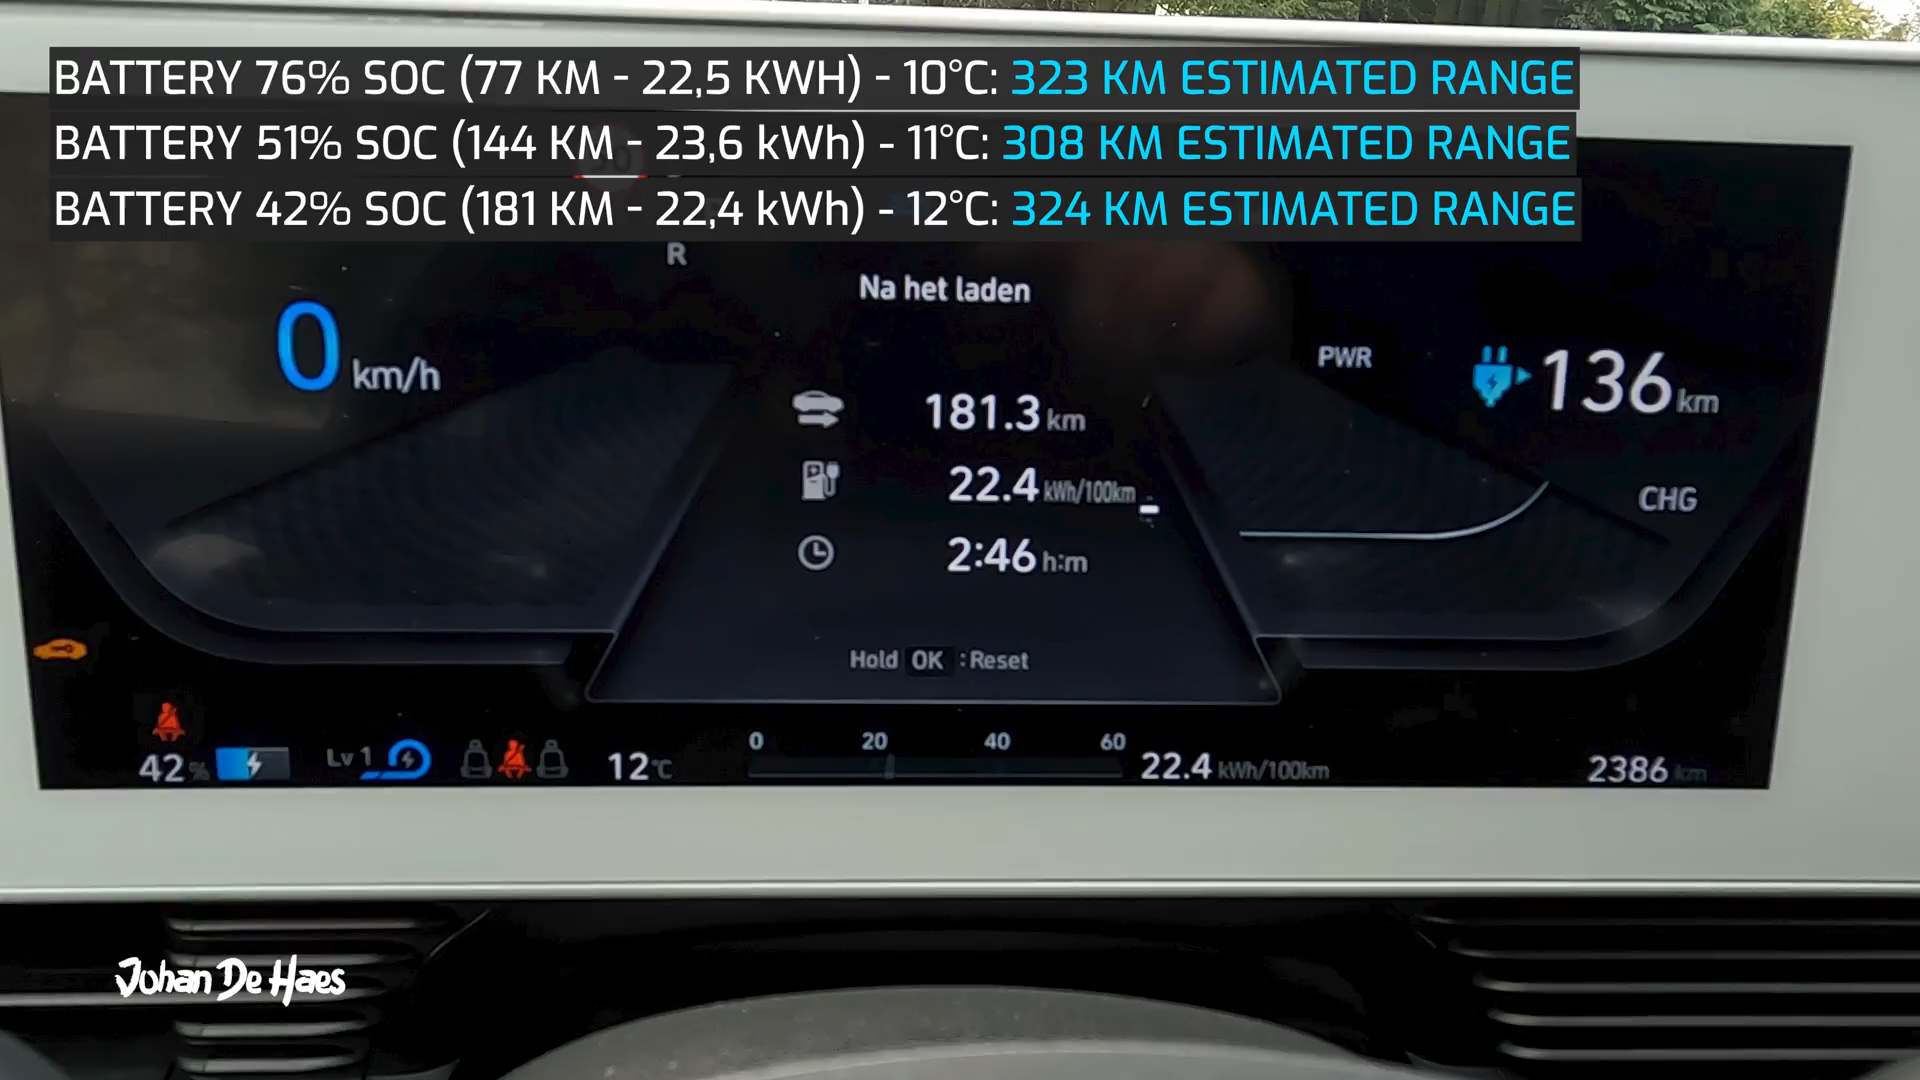 BATTERY 76% SOC (77 KM - 22,5 KWH) - 10°C: 323 KM ESTIMATED RANGE
BATTERY 51% SOC (144 KM - 23,6 kWh) - 11°C: 308 KM ESTIMATED RANGE
BATTERY 42% SOC (181 KM - 22,4 kWh) - 12°C: 324 KM ESTIMATED RANGE
R
Na het laden
0 km/h
PWR
136 km
181.3 km
22.4 kWh/100km
CHG
2:46 h:m
Hold OK : Reset
0 20 40 60
42 % Lv 1 12°C 22.4 kWh/100km 2386 km
Johan De Haes